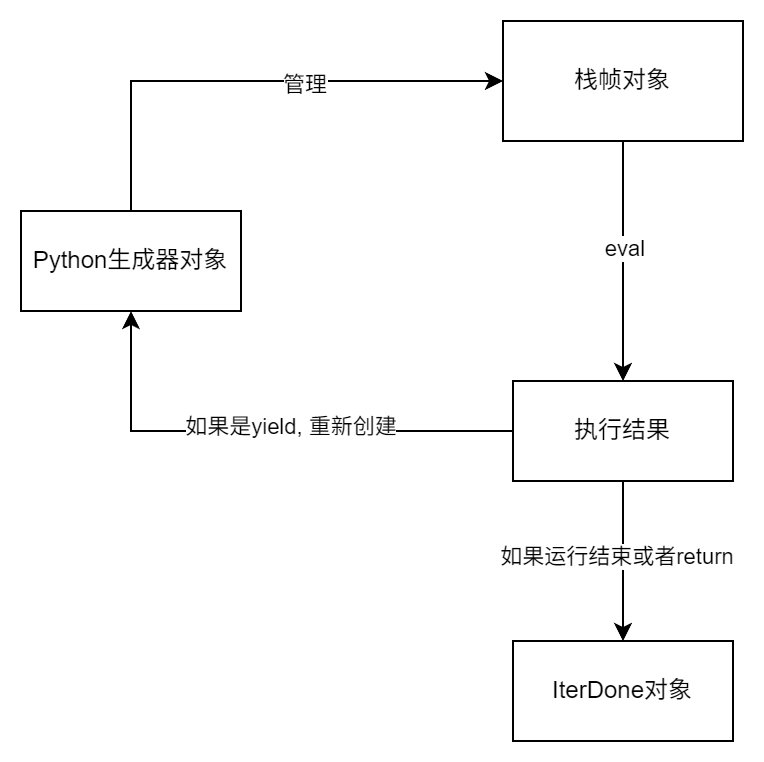 栈帧对象
管理
Python生成器对象
eval
如果是yield, 重新创建
执行结果
如果运行结束或者return
IterDone对象